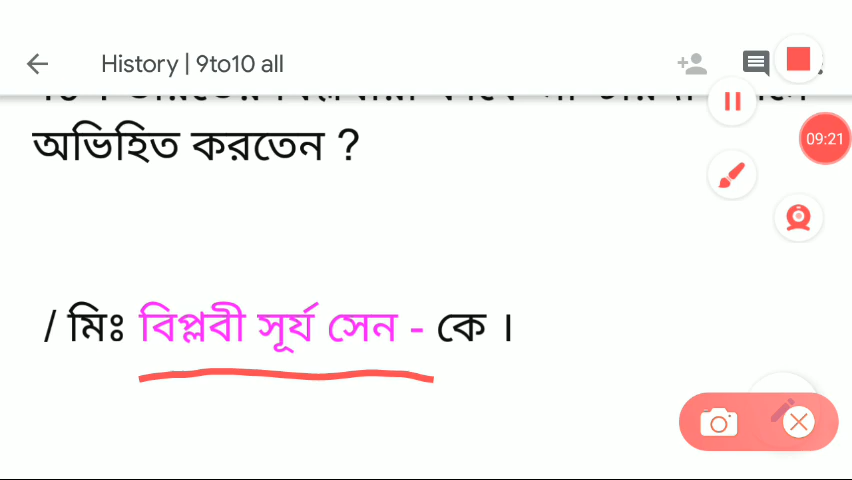 History | 9to10 all
অভিহিত করতেন ?
09:21
/ মিঃ বিপ্লবী সূর্য সেন - কে ।